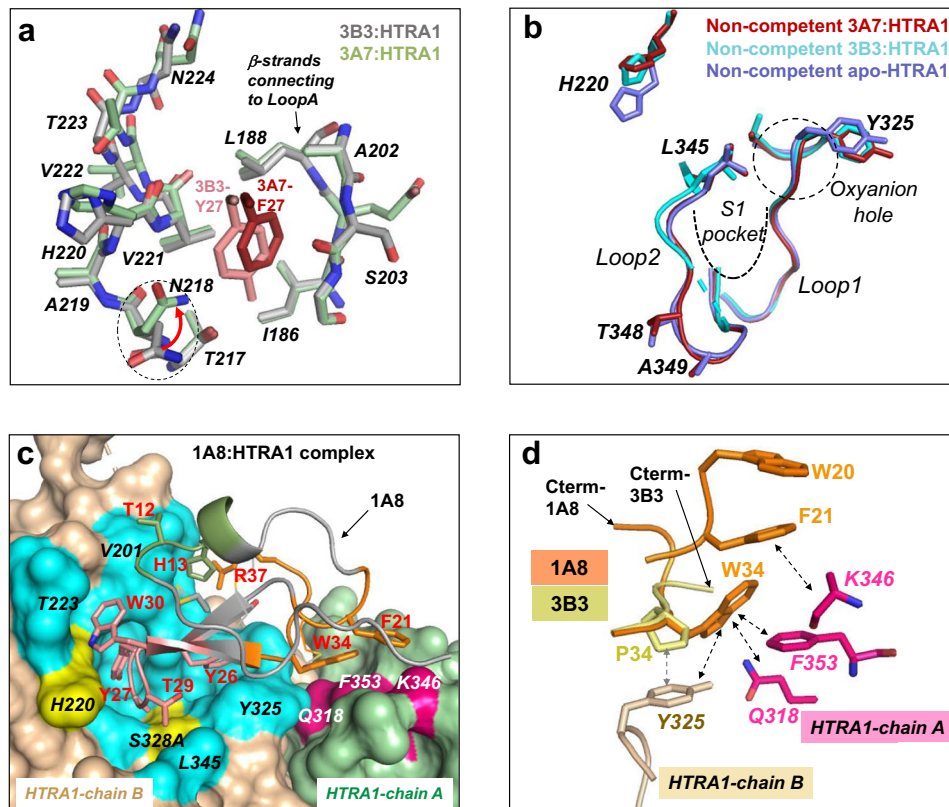 a
3B3:HTRA1
3A7:HTRA1
N224
β-strands
connecting
to LoopA
T223
L188
A202
V222
3B3-
Y27
3A7-
F27
H220
V221
S203
A219
N218
I186
T217
b
Non-competent 3A7:HTRA1
Non-competent 3B3:HTRA1
Non-competent apo-HTRA1
H220
Y325
L345
Oxyanion
hole
S1
pocket
Loop2
Loop1
T348
A349
c
1A8:HTRA1 complex
1A8
T12
V201
H13
R37
T223
W30
F21
W34
Y26
F353
K346
Y27
T29
H220
Y325
Q318
S328A
L345
HTRA1-chain B
HTRA1-chain A
d
Cterm-
1A8
Cterm-
3B3
W20
F21
1A8
3B3
W34
K346
P34
F353
Y325
Q318
HTRA1-chain A
HTRA1-chain B